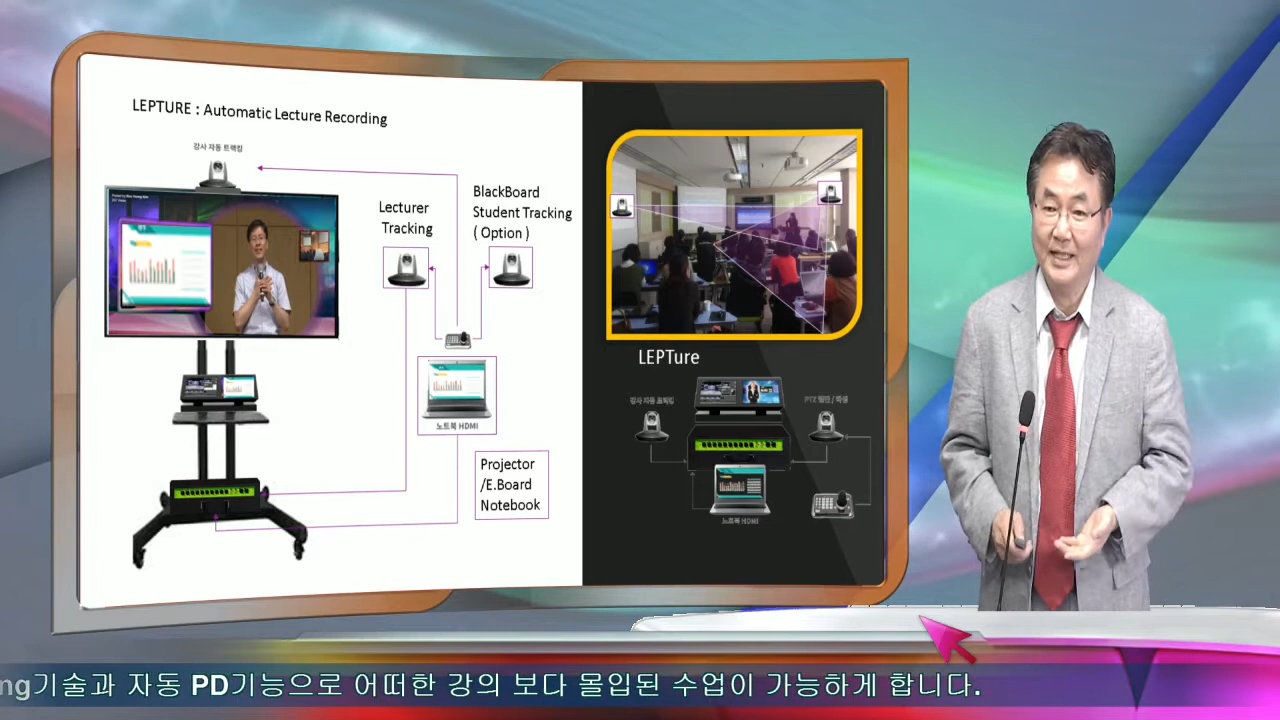 LEPTURE : Automatic Lecture Recording
강사 자동 트랙킹
Lecturer
Tracking
BlackBoard
Student Tracking
( Option )
노트북 HDMI
Projector
/E.Board
Notebook
LEPTure
강사 자동 트랙킹
PTZ 칠판 / 학생
노트북 HDMI
ng기술과 자동 PD기능으로 어떠한 강의 보다 몰입된 수업이 가능하게 합니다.